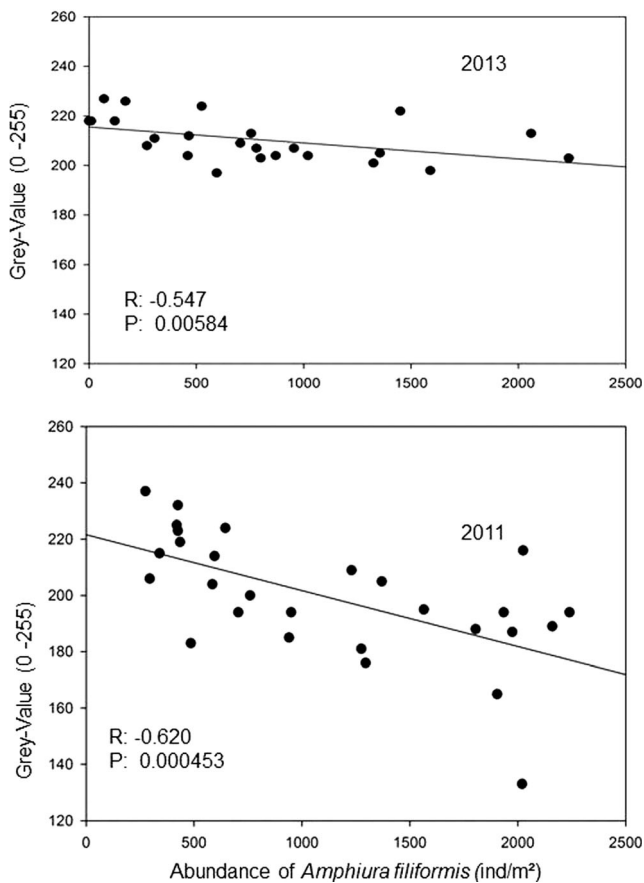 260
240
220
200
180
160
140
120
Grey-Value (0 -255)
2013
R: -0.547
P: 0.00584
0 500 1000 1500 2000 2500
260
240
220
200
180
160
140
120
Grey-Value (0 -255)
2011
R: -0.620
P: 0.000453
0 500 1000 1500 2000 2500
Abundance of Amphiura filiformis (ind/m²)